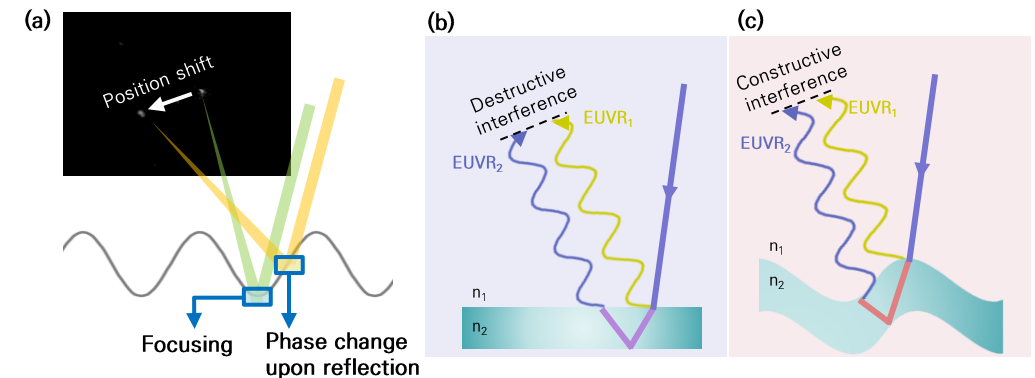 (a)
Position shift
Focusing
Phase change
upon reflection
(b)
Destructive
interference
EUVR₁
EUVR₂
n₁
n₂
(c)
Constructive
interference
EUVR₁
EUVR₂
n₁
n₂